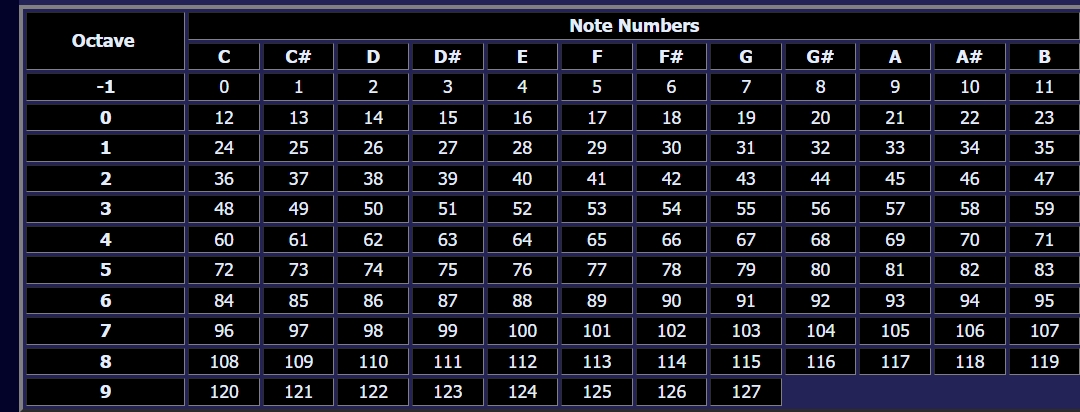 Octave Note Numbers
C C# D D# E F F# G G# A A# B
-1 0 1 2 3 4 5 6 7 8 9 10 11
0 12 13 14 15 16 17 18 19 20 21 22 23
1 24 25 26 27 28 29 30 31 32 33 34 35
2 36 37 38 39 40 41 42 43 44 45 46 47
3 48 49 50 51 52 53 54 55 56 57 58 59
4 60 61 62 63 64 65 66 67 68 69 70 71
5 72 73 74 75 76 77 78 79 80 81 82 83
6 84 85 86 87 88 89 90 91 92 93 94 95
7 96 97 98 99 100 101 102 103 104 105 106 107
8 108 109 110 111 112 113 114 115 116 117 118 119
9 120 121 122 123 124 125 126 127